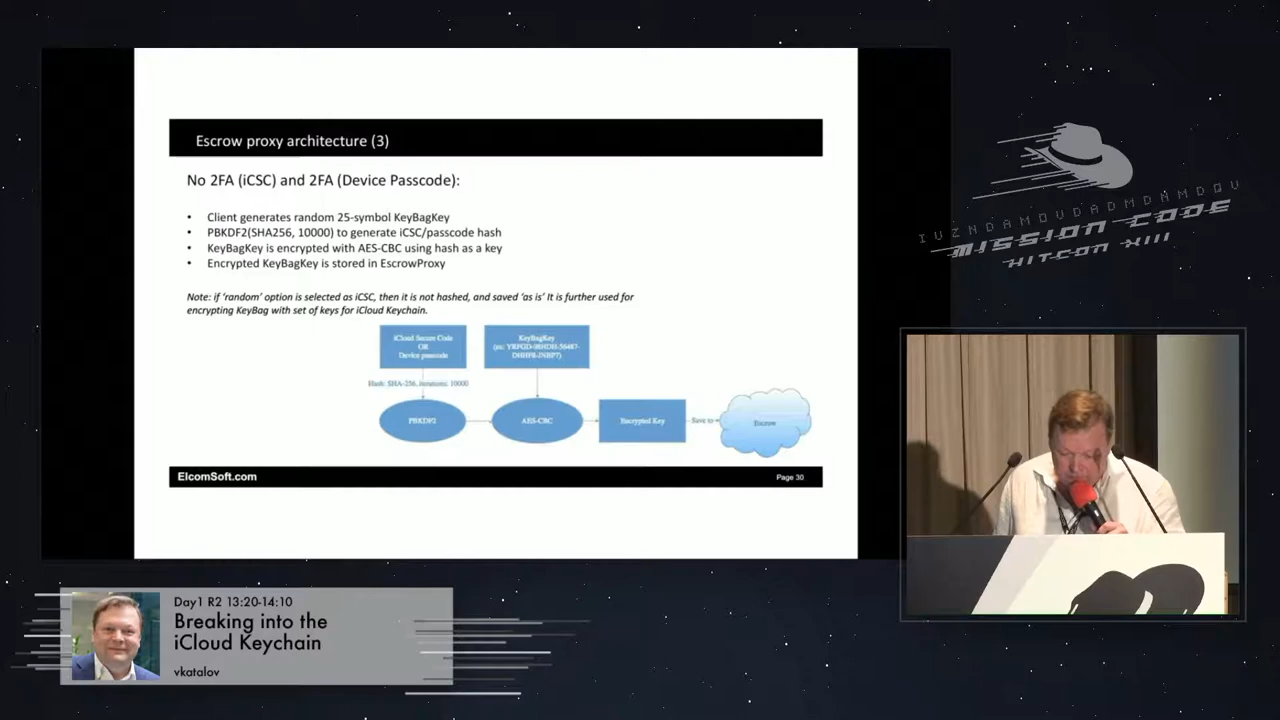 Escrow proxy architecture (3)
No 2FA (iCSC) and 2FA (Device Passcode):
• Client generates random 25-symbol KeyBagKey
• PBKDF2(SHA256, 10000) to generate iCSC/passcode hash
• KeyBagKey is encrypted with AES-CBC using hash as a key
• Encrypted KeyBagKey is stored in EscrowProxy
Note: if ‘random’ option is selected as iCSC, then it is not hashed, and saved ‘as is’ It is further used for
encrypting KeyBag with set of keys for iCloud Keychain.
iCloud Secure Code
OR
Device passcode
KeyBagKey
Hash: SHA-256, iterations: 10000
PBKDF2
AES-CBC
Encrypted Key
Save to
Escrow
ElcomSoft.com
Page 30
MISSION CODE
HITCON XIII
Day1 R2 13:20-14:10
Breaking into the
iCloud Keychain
vkatalov